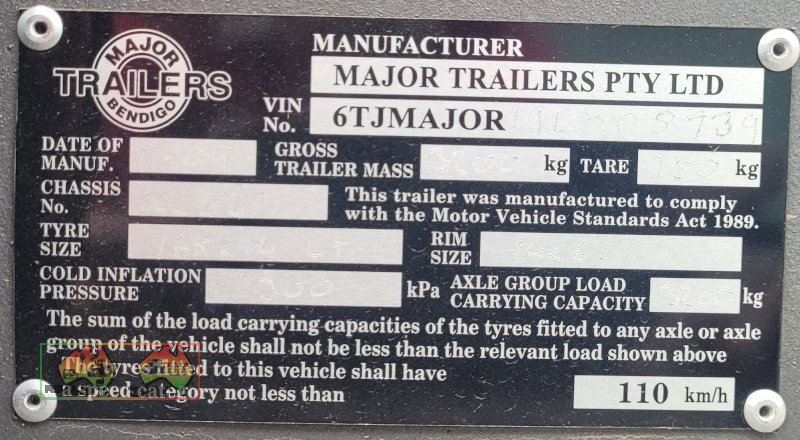 MAJOR
TRAILERS
BENDIGO
MANUFACTURER
MAJOR TRAILERS PTY LTD
VIN No. 6TJMAJOR
DATE OF MANUF.
GROSS TRAILER MASS kg
TARE kg
CHASSIS No.
This trailer was manufactured to comply
with the Motor Vehicle Standards Act 1989.
TYRE SIZE
RIM SIZE
COLD INFLATION PRESSURE 300 kPa
AXLE GROUP LOAD CARRYING CAPACITY kg
The sum of the load carrying capacities of the tyres fitted to any axle or axle
group of the vehicle shall not be less than the relevant load shown above
The tyres fitted to this vehicle shall have
a speed category not less than 110 km/h